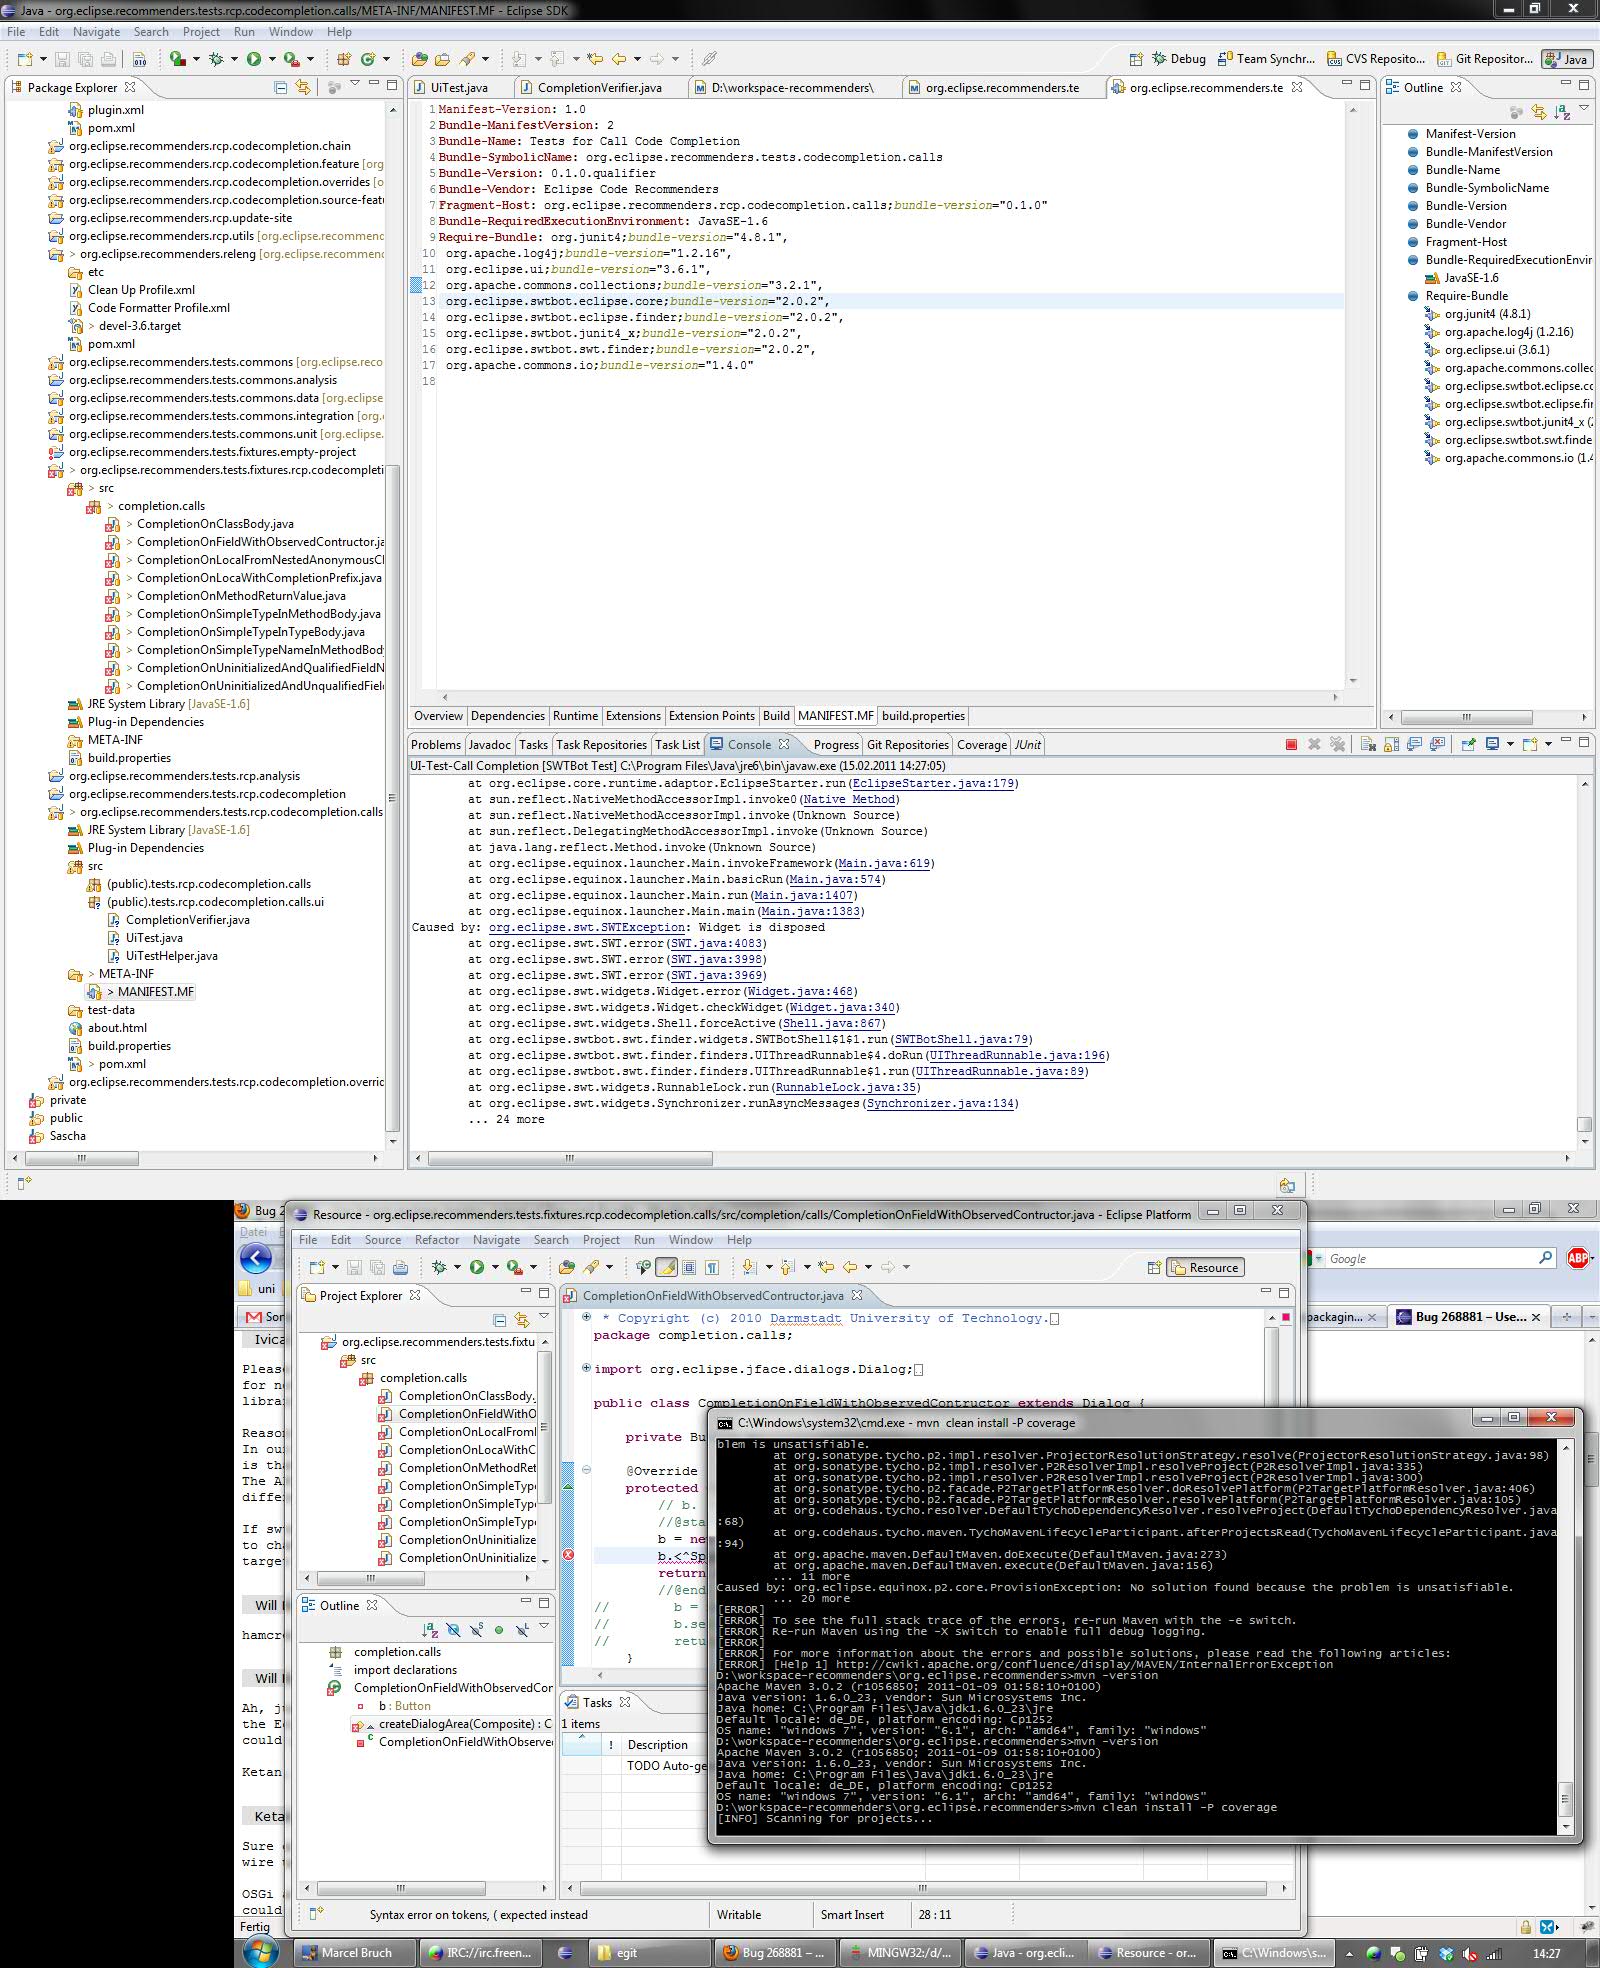 Java - org.eclipse.recommenders.tests.rcp.codecompletion.calls/META-INF/MANIFEST.MF - Eclipse SDK
File Edit Navigate Search Project Run Window Help
Debug Team Synchr... CVS Reposito... Git Repositor... Java
Package Explorer
plugin.xml
pom.xml
org.eclipse.recommenders.rcp.codecompletion.chain
org.eclipse.recommenders.rcp.codecompletion.feature [org
org.eclipse.recommenders.rcp.codecompletion.overrides [o
org.eclipse.recommenders.rcp.codecompletion.source-featu
org.eclipse.recommenders.rcp.update-site
org.eclipse.recommenders.rcp.utils [org.eclipse.recommend
> org.eclipse.recommenders.releng [org.eclipse.recommenc
etc
Clean Up Profile.xml
Code Formatter Profile.xml
> devel-3.6.target
pom.xml
org.eclipse.recommenders.tests.commons [org.eclipse.reco
org.eclipse.recommenders.tests.commons.analysis
org.eclipse.recommenders.tests.commons.data [org.eclipse
org.eclipse.recommenders.tests.commons.integration [org.e
org.eclipse.recommenders.tests.commons.unit [org.eclipse.
org.eclipse.recommenders.tests.fixtures.empty-project
> org.eclipse.recommenders.tests.fixtures.rcp.codecompleti
> src
> completion.calls
> CompletionOnClassBody.java
> CompletionOnFieldWithObservedContructor.ja
> CompletionOnLocalFromNestedAnonymousCl
> CompletionOnLocaWithCompletionPrefix.java
> CompletionOnMethodReturnValue.java
> CompletionOnSimpleTypeInMethodBody.java
> CompletionOnSimpleTypeInTypeBody.java
> CompletionOnSimpleTypeNameInMethodBod
> CompletionOnUninitializedAndQualifiedFieldN
> CompletionOnUninitializedAndUnqualifiedFiel
JRE System Library [JavaSE-1.6]
Plug-in Dependencies
META-INF
build.properties
org.eclipse.recommenders.tests.rcp.analysis
org.eclipse.recommenders.tests.rcp.codecompletion
> org.eclipse.recommenders.tests.rcp.codecompletion.calls
JRE System Library [JavaSE-1.6]
Plug-in Dependencies
src
(public).tests.rcp.codecompletion.calls
(public).tests.rcp.codecompletion.calls.ui
CompletionVerifier.java
UiTest.java
UiTestHelper.java
> META-INF
> MANIFEST.MF
test-data
about.html
build.properties
> pom.xml
org.eclipse.recommenders.tests.rcp.codecompletion.overric
private
public
Sascha
UiTest.java CompletionVerifier.java D:\workspace-recommenders\ org.eclipse.recommenders.te org.eclipse.recommenders.te
1 Manifest-Version: 1.0
2 Bundle-ManifestVersion: 2
3 Bundle-Name: Tests for Call Code Completion
4 Bundle-SymbolicName: org.eclipse.recommenders.tests.codecompletion.calls
5 Bundle-Version: 0.1.0.qualifier
6 Bundle-Vendor: Eclipse Code Recommenders
7 Fragment-Host: org.eclipse.recommenders.rcp.codecompletion.calls;bundle-version="0.1.0"
8 Bundle-RequiredExecutionEnvironment: JavaSE-1.6
9 Require-Bundle: org.junit4;bundle-version="4.8.1",
10 org.apache.log4j;bundle-version="1.2.16",
11 org.eclipse.ui;bundle-version="3.6.1",
12 org.apache.commons.collections;bundle-version="3.2.1",
13 org.eclipse.swtbot.eclipse.core;bundle-version="2.0.2",
14 org.eclipse.swtbot.eclipse.finder;bundle-version="2.0.2",
15 org.eclipse.swtbot.junit4_x;bundle-version="2.0.2",
16 org.eclipse.swtbot.swt.finder;bundle-version="2.0.2",
17 org.apache.commons.io;bundle-version="1.4.0"
18
Overview Dependencies Runtime Extensions Extension Points Build MANIFEST.MF build.properties
Outline
Manifest-Version
Bundle-ManifestVersion
Bundle-Name
Bundle-SymbolicName
Bundle-Version
Bundle-Vendor
Fragment-Host
Bundle-RequiredExecutionEnvir
JavaSE-1.6
Require-Bundle
org.junit4 (4.8.1)
org.apache.log4j (1.2.16)
org.eclipse.ui (3.6.1)
org.apache.commons.collec
org.eclipse.swtbot.eclipse.co
org.eclipse.swtbot.eclipse.fin
org.eclipse.swtbot.junit4_x (2
org.eclipse.swtbot.swt.finde
org.apache.commons.io (1.4
Problems Javadoc Tasks Task Repositories Task List Console Progress Git Repositories Coverage JUnit
UI-Test-Call Completion [SWTBot Test] C:\Program Files\Java\jre6\bin\javaw.exe (15.02.2011 14:27:05)
at org.eclipse.core.runtime.adaptor.EclipseStarter.run(EclipseStarter.java:179)
at sun.reflect.NativeMethodAccessorImpl.invoke0(Native Method)
at sun.reflect.NativeMethodAccessorImpl.invoke(Unknown Source)
at sun.reflect.DelegatingMethodAccessorImpl.invoke(Unknown Source)
at java.lang.reflect.Method.invoke(Unknown Source)
at org.eclipse.equinox.launcher.Main.invokeFramework(Main.java:619)
at org.eclipse.equinox.launcher.Main.basicRun(Main.java:574)
at org.eclipse.equinox.launcher.Main.run(Main.java:1407)
at org.eclipse.equinox.launcher.Main.main(Main.java:1383)
Caused by: org.eclipse.swt.SWTException: Widget is disposed
at org.eclipse.swt.SWT.error(SWT.java:4083)
at org.eclipse.swt.SWT.error(SWT.java:3998)
at org.eclipse.swt.SWT.error(SWT.java:3969)
at org.eclipse.swt.widgets.Widget.error(Widget.java:468)
at org.eclipse.swt.widgets.Widget.checkWidget(Widget.java:340)
at org.eclipse.swt.widgets.Shell.forceActive(Shell.java:867)
at org.eclipse.swtbot.swt.finder.widgets.SWTBotShell$1$1.run(SWTBotShell.java:79)
at org.eclipse.swtbot.swt.finder.finders.UIThreadRunnable$4.doRun(UIThreadRunnable.java:196)
at org.eclipse.swtbot.swt.finder.finders.UIThreadRunnable$1.run(UIThreadRunnable.java:89)
at org.eclipse.swt.widgets.RunnableLock.run(RunnableLock.java:35)
at org.eclipse.swt.widgets.Synchronizer.runAsyncMessages(Synchronizer.java:134)
... 24 more
Bug 2
Datei
uni
Son
Ivica
Pleas
for n
libra
Reaso
In ou
is th
The A
diffe
If sw
to ch
targe
Will
hamcre
Will
Ah, j
the E
could
Ketan
Keta
Sure
wire
OSGi
could
Fertig
Google
ABP
packagin... Bug 268881 – Use...
Resource - org.eclipse.recommenders.tests.fixtures.rcp.codecompletion.calls/src/completion/calls/CompletionOnFieldWithObservedContructor.java - Eclipse Platform
File Edit Source Refactor Navigate Search Project Run Window Help
Resource
Project Explorer
org.eclipse.recommenders.tests.fixtu
src
completion.calls
CompletionOnClassBody.
CompletionOnFieldWithO
CompletionOnLocalFromI
CompletionOnLocaWithC
CompletionOnMethodRet
CompletionOnSimpleType
CompletionOnSimpleType
CompletionOnSimpleType
CompletionOnUninitialize
CompletionOnUninitialize
Outline
completion.calls
import declarations
CompletionOnFieldWithObservedCor
b : Button
createDialogArea(Composite) : C
CompletionOnFieldWithObserved
CompletionOnFieldWithObservedContructor.java
* Copyright (c) 2010 Darmstadt University of Technology.
package completion.calls;
import org.eclipse.jface.dialogs.Dialog;
public class CompletionOnFieldWithObservedContructor extends Dialog {
private Bu
@Override
protected
// b.
//@sta
b = ne
b.<^Sp
return
//@end
// b =
// b.se
// retu
}
Tasks
1 items
! Description
TODO Auto-ge
Syntax error on tokens, ( expected instead Writable Smart Insert 28 : 11
C:\Windows\system32\cmd.exe - mvn clean install -P coverage
blem is unsatisfiable.
at org.sonatype.tycho.p2.impl.resolver.ProjectorResolutionStrategy.resolve(ProjectorResolutionStrategy.java:98)
at org.sonatype.tycho.p2.impl.resolver.P2ResolverImpl.resolveProject(P2ResolverImpl.java:335)
at org.sonatype.tycho.p2.impl.resolver.P2ResolverImpl.resolveProject(P2ResolverImpl.java:300)
at org.sonatype.tycho.p2.facade.P2TargetPlatformResolver.doResolvePlatform(P2TargetPlatformResolver.java:406)
at org.sonatype.tycho.p2.facade.P2TargetPlatformResolver.resolvePlatform(P2TargetPlatformResolver.java:105)
at org.codehaus.tycho.resolver.resolveProject(DefaultTychoDependencyResolver.resolveProject(DefaultTychoDependencyResolver.java
:68)
at org.codehaus.tycho.maven.TychoMavenLifecycleParticipant.afterProjectsRead(TychoMavenLifecycleParticipant.java
:94)
at org.apache.maven.DefaultMaven.doExecute(DefaultMaven.java:273)
at org.apache.maven.DefaultMaven.execute(DefaultMaven.java:156)
... 11 more
Caused by: org.eclipse.equinox.p2.core.ProvisionException: No solution found because the problem is unsatisfiable.
... 20 more
[ERROR]
[ERROR] To see the full stack trace of the errors, re-run Maven with the -e switch.
[ERROR] Re-run Maven using the -X switch to enable full debug logging.
[ERROR]
[ERROR] For more information about the errors and possible solutions, please read the following articles:
[ERROR] [Help 1] http://cwiki.apache.org/confluence/display/MAVEN/InternalErrorException
D:\workspace-recommenders\org.eclipse.recommenders>mvn -version
Apache Maven 3.0.2 (r1056850; 2011-01-09 01:58:10+0100)
Java version: 1.6.0_23, vendor: Sun Microsystems Inc.
Java home: C:\Program Files\Java\jdk1.6.0_23\jre
Default locale: de_DE, platform encoding: Cp1252
OS name: "windows 7", version: "6.1", arch: "amd64", family: "windows"
D:\workspace-recommenders\org.eclipse.recommenders>mvn -version
Apache Maven 3.0.2 (r1056850; 2011-01-09 01:58:10+0100)
Java version: 1.6.0_23, vendor: Sun Microsystems Inc.
Java home: C:\Program Files\Java\jdk1.6.0_23\jre
Default locale: de_DE, platform encoding: Cp1252
OS name: "windows 7", version: "6.1", arch: "amd64", family: "windows"
D:\workspace-recommenders\org.eclipse.recommenders>mvn clean install -P coverage
[INFO] Scanning for projects...
Marcel Bruch IRC://irc.freen... egit Bug 268881 – ... MINGW32:/d/... Java - org.ecli... Resource - or... C:\Windows\s... 14:27